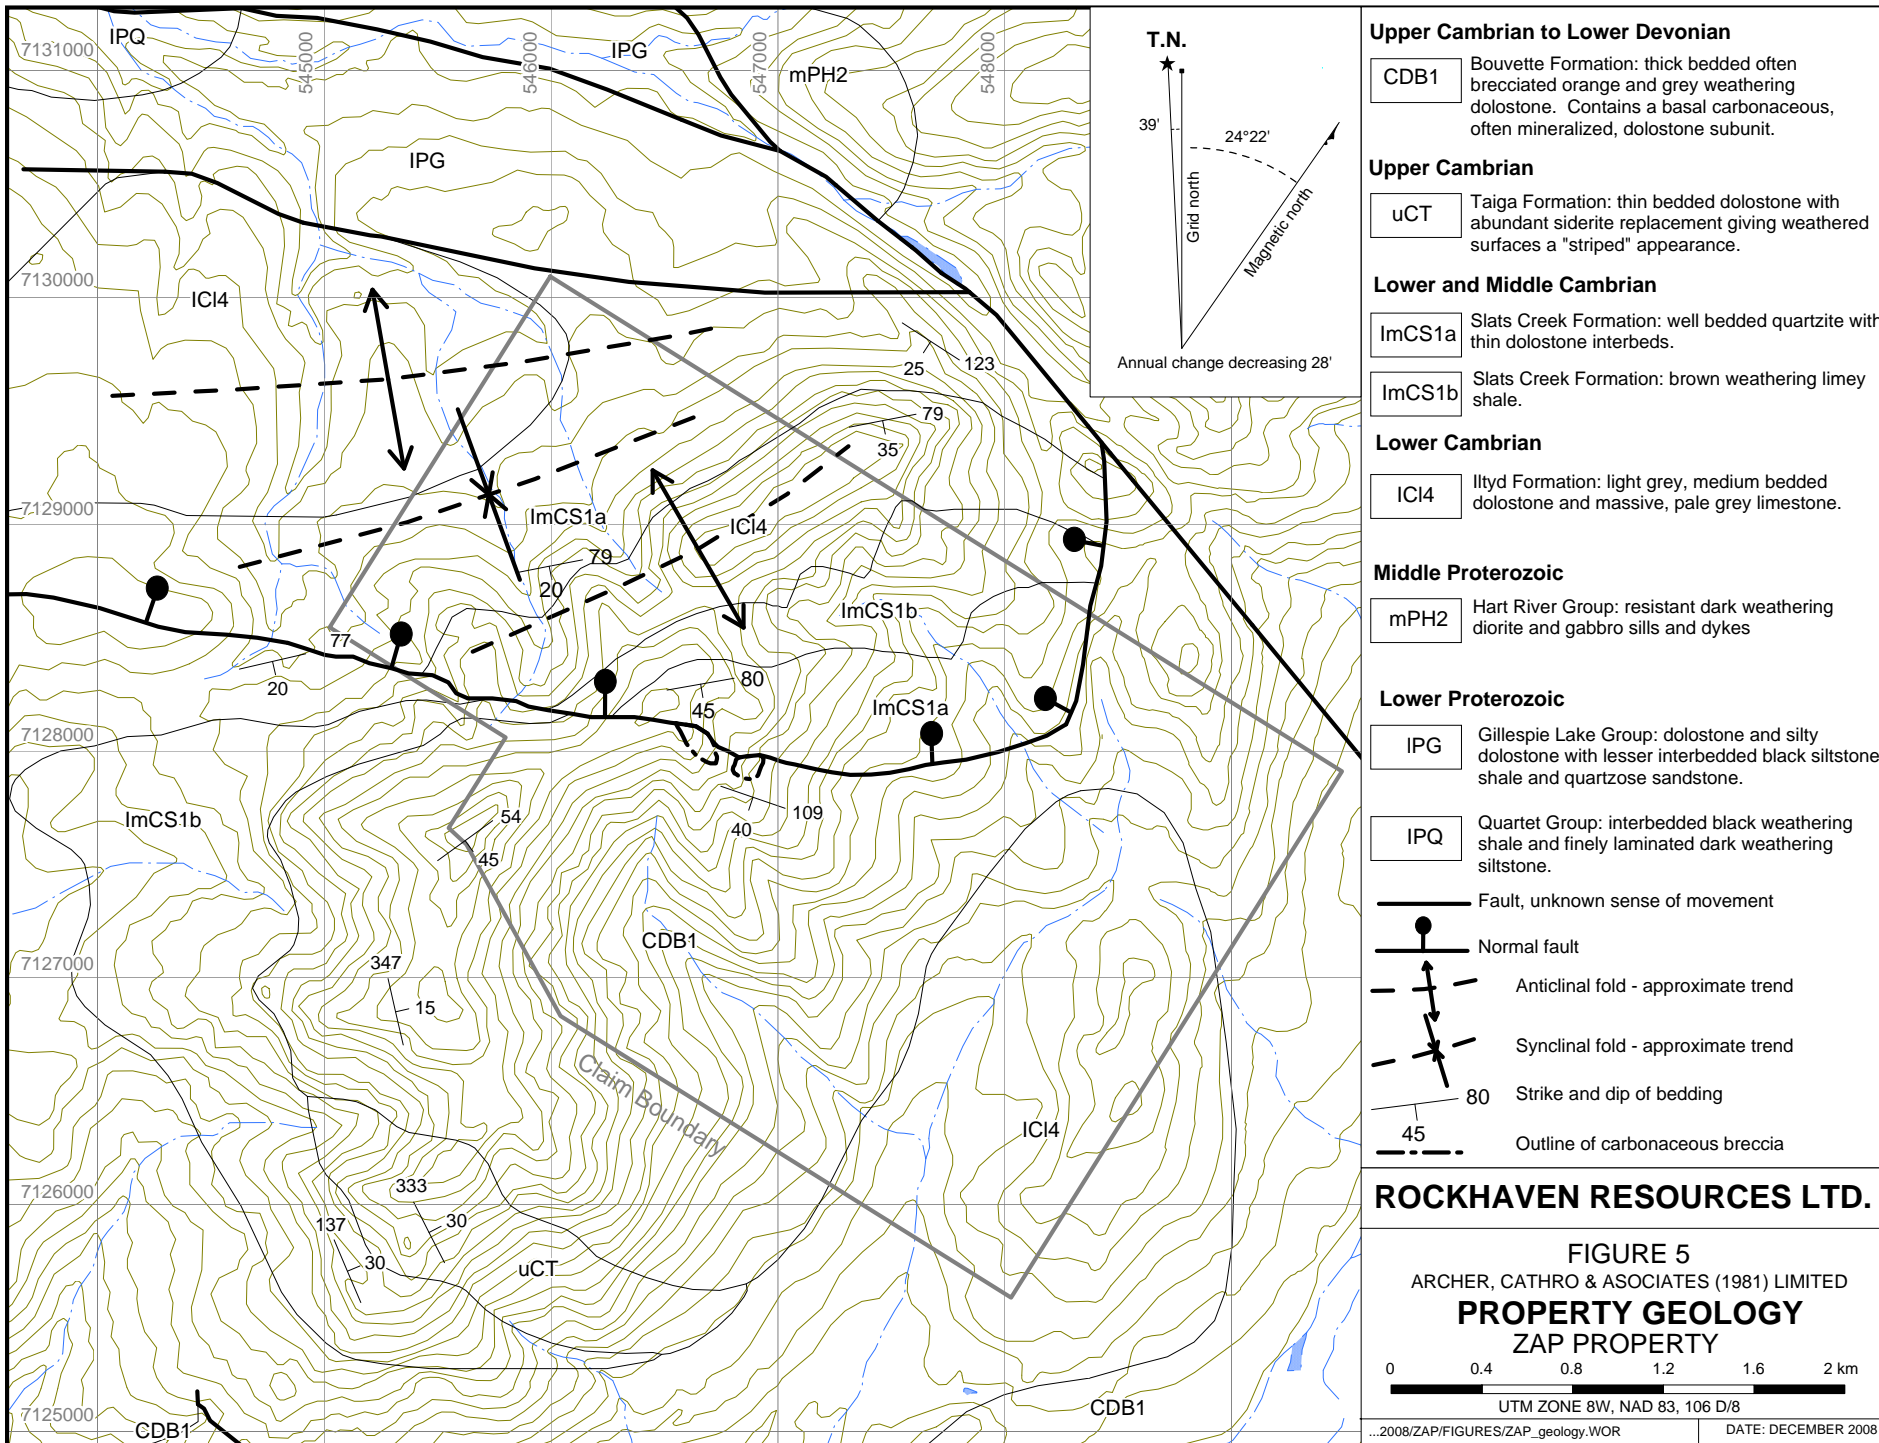 IPQ
7131000
545000
546000
IPG
547000
mPH2
548000
IPG
7130000
ICI4
25
123
79
35
7129000
ImCS1a
ICI4
79
20
ImCS1b
77
20
80
45
ImCS1a
7128000
ImCS1b
54
45
109
40
CDB1
7127000
347
15
Claim Boundary
ICI4
7126000
333
30
137
30
uCT
7125000
CDB1
CDB1
T.N.
39'
24°22'
Grid north
Magnetic north
Annual change decreasing 28'
Upper Cambrian to Lower Devonian
CDB1
Bouvette Formation: thick bedded often
brecciated orange and grey weathering
dolostone. Contains a basal carbonaceous,
often mineralized, dolostone subunit.
Upper Cambrian
uCT
Taiga Formation: thin bedded dolostone with
abundant siderite replacement giving weathered
surfaces a "striped" appearance.
Lower and Middle Cambrian
ImCS1a
Slats Creek Formation: well bedded quartzite with
thin dolostone interbeds.
ImCS1b
Slats Creek Formation: brown weathering limey
shale.
Lower Cambrian
ICI4
Iltyd Formation: light grey, medium bedded
dolostone and massive, pale grey limestone.
Middle Proterozoic
mPH2
Hart River Group: resistant dark weathering
diorite and gabbro sills and dykes
Lower Proterozoic
IPG
Gillespie Lake Group: dolostone and silty
dolostone with lesser interbedded black siltstone
shale and quartzose sandstone.
IPQ
Quartet Group: interbedded black weathering
shale and finely laminated dark weathering
siltstone.
Fault, unknown sense of movement
Normal fault
Anticlinal fold - approximate trend
Synclinal fold - approximate trend
80
Strike and dip of bedding
45
Outline of carbonaceous breccia
ROCKHAVEN RESOURCES LTD.
FIGURE 5
ARCHER, CATHRO & ASOCIATES (1981) LIMITED
PROPERTY GEOLOGY
ZAP PROPERTY
0 0.4 0.8 1.2 1.6 2 km
UTM ZONE 8W, NAD 83, 106 D/8
...2008/ZAP/FIGURES/ZAP_geology.WOR
DATE: DECEMBER 2008